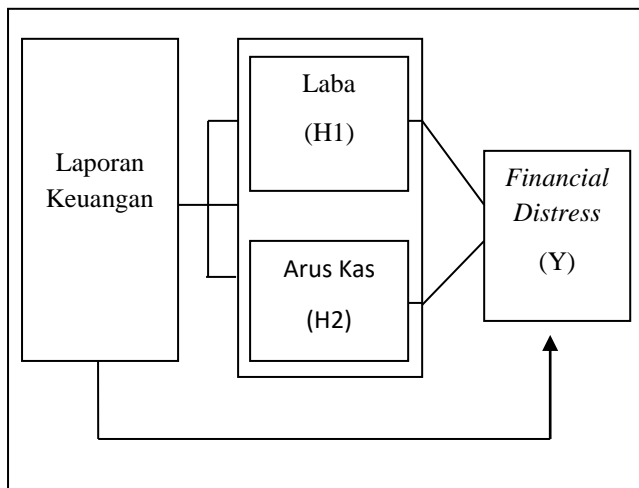 Laporan
Keuangan
Laba
(H1)
Arus Kas
(H2)
Financial
Distress
(Y)